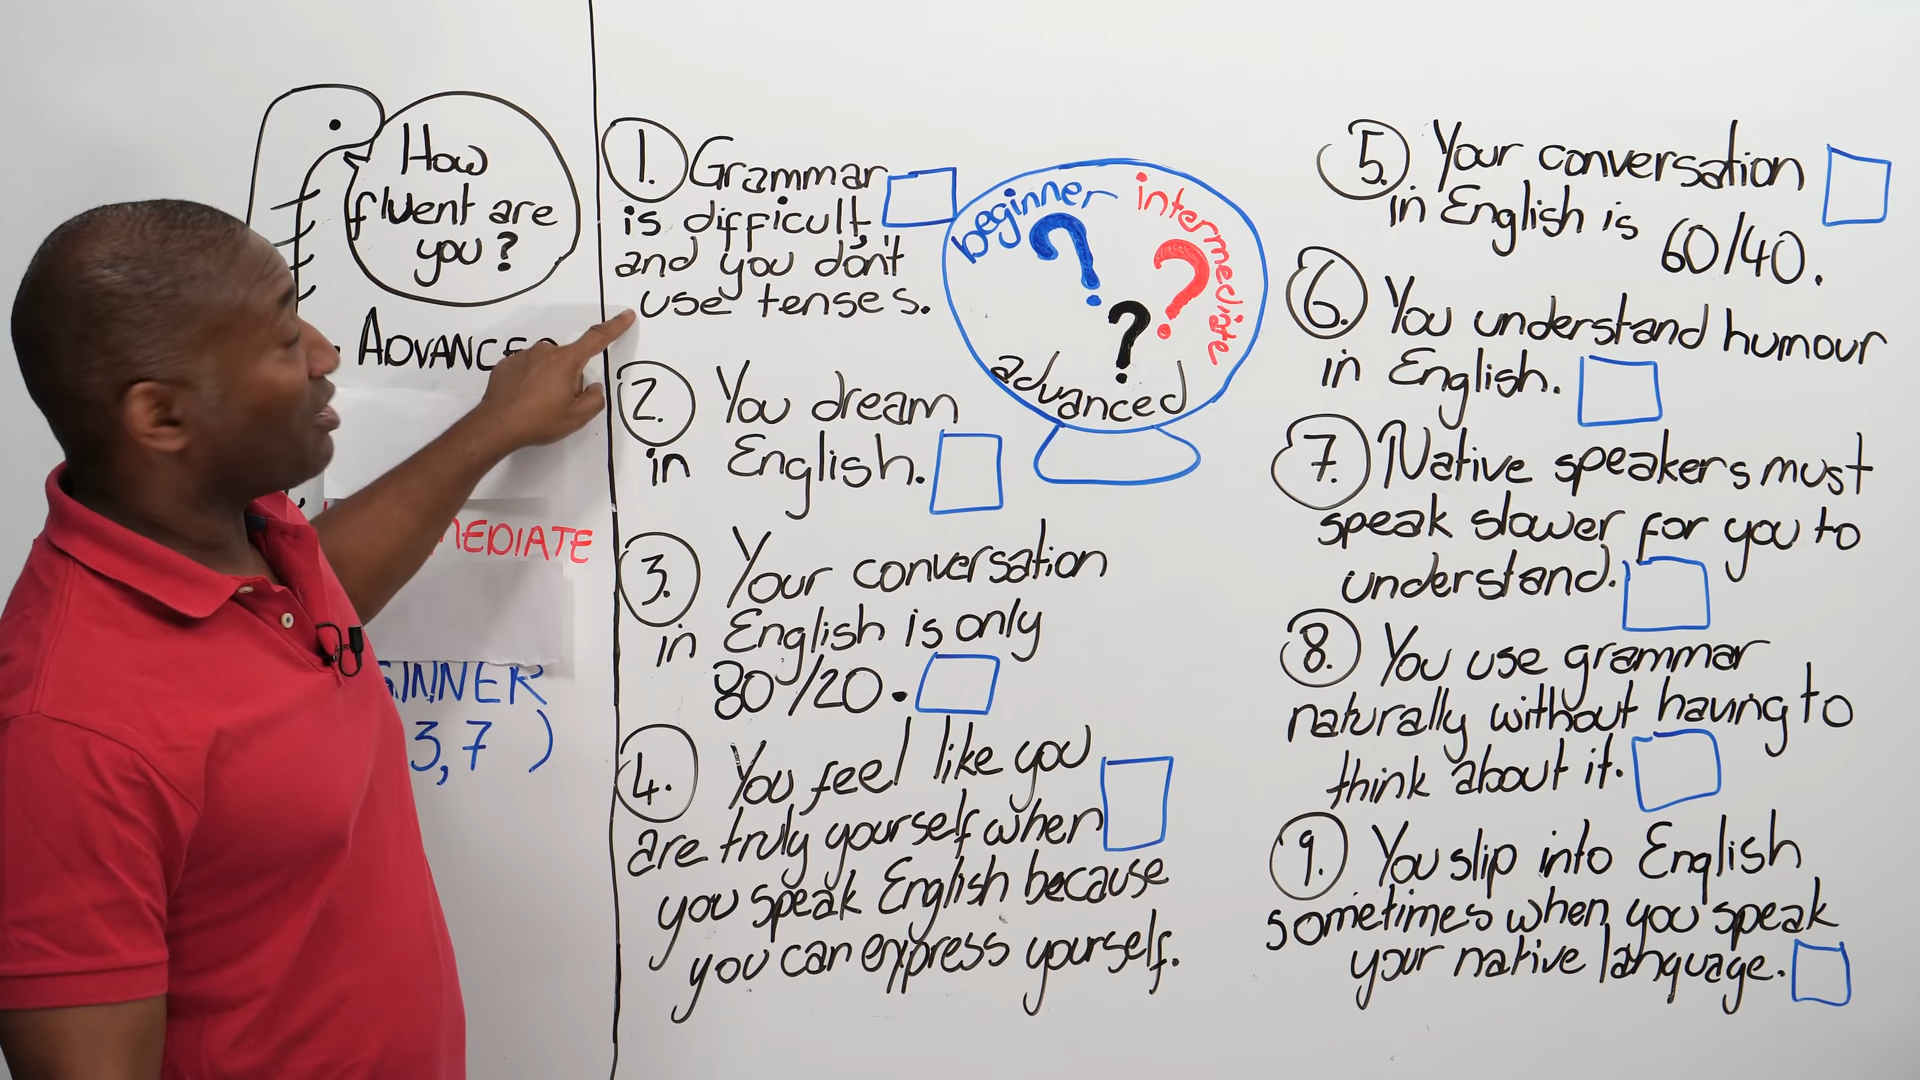 How
fluent are
you?
ADVANCED
MEDIATE
GINNER
3,7 )
1. Grammar
is difficult
and you don't
use tenses.
2. You dream
in English.
3. Your conversation
in English is only
80/20.
4. You feel like you
are truly yourself when
you speak English because
you can express yourself.
beginner
intermediate
? ? ?
advanced
5. Your conversation
in English is 60/40.
6. You understand humour
in English.
7. Native speakers must
speak slower for you to
understand.
8. You use grammar
naturally without having to
think about it.
9. You slip into English
sometimes when you speak
your native language.